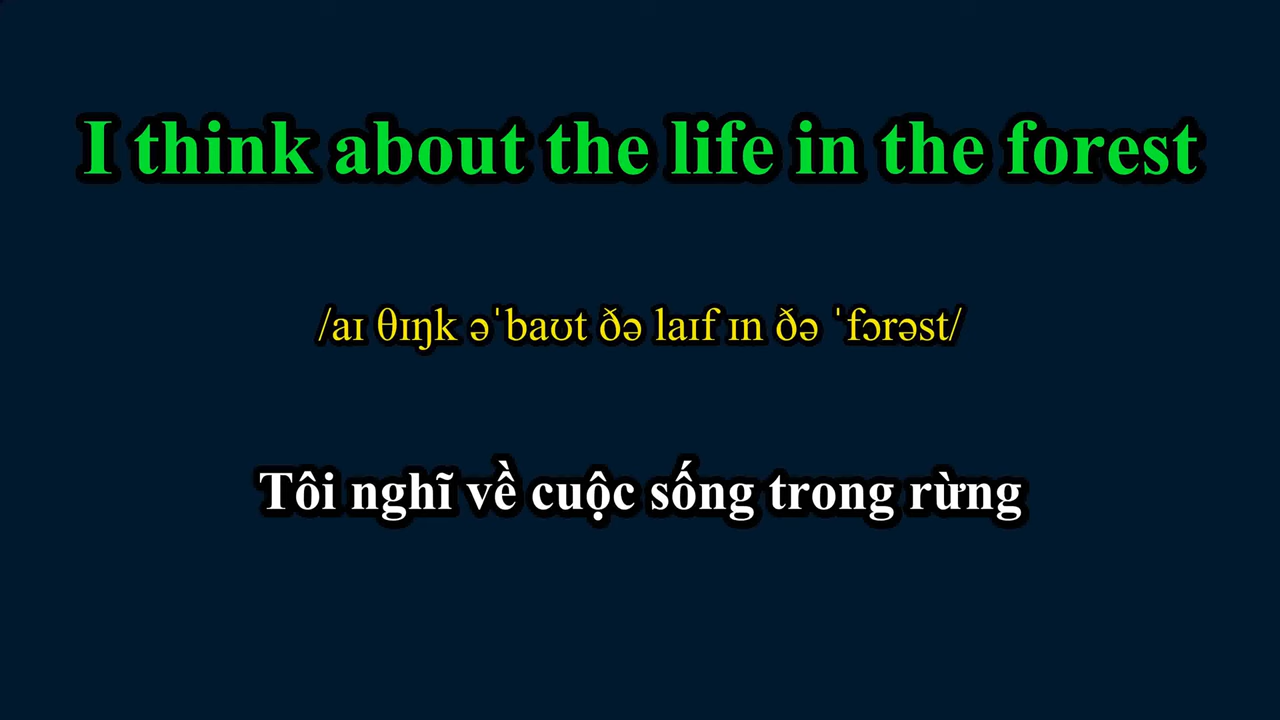 I think about the life in the forest
/aɪ θɪŋk əˈbaʊt ðə laɪf ɪn ðə ˈfɔrəst/
Tôi nghĩ về cuộc sống trong rừng